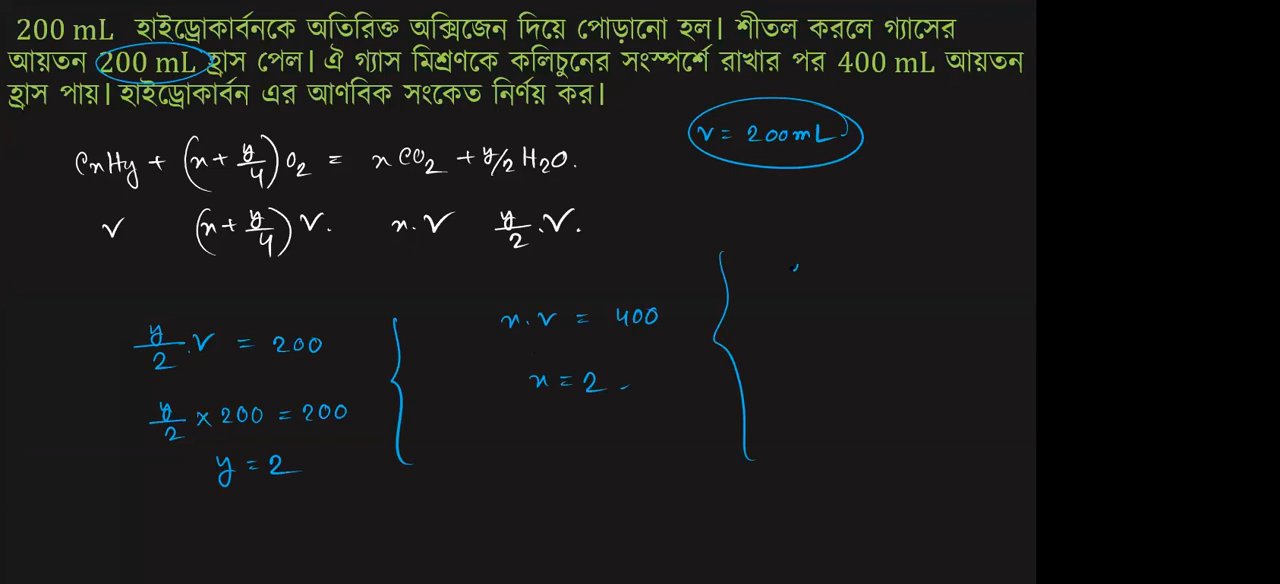 200 mL হাইড্রোকার্বনকে অতিরিক্ত অক্সিজেন দিয়ে পোড়ানো হল। শীতল করলে গ্যাসের
আয়তন 200 mL হ্রাস পেল। ঐ গ্যাস মিশ্রণকে কলিচুনের সংস্পর্শে রাখার পর 400 mL আয়তন
হ্রাস পায়। হাইড্রোকার্বন এর আণবিক সংকেত নির্ণয় কর।
V = 200 mL
CxHy + (x + y/4) O2 = x CO2 + y/2 H2O.
V (x + y/4) V. x.V y/2 .V.
y/2 .V = 200
x.V = 400
y/2 × 200 = 200
x = 2
y = 2